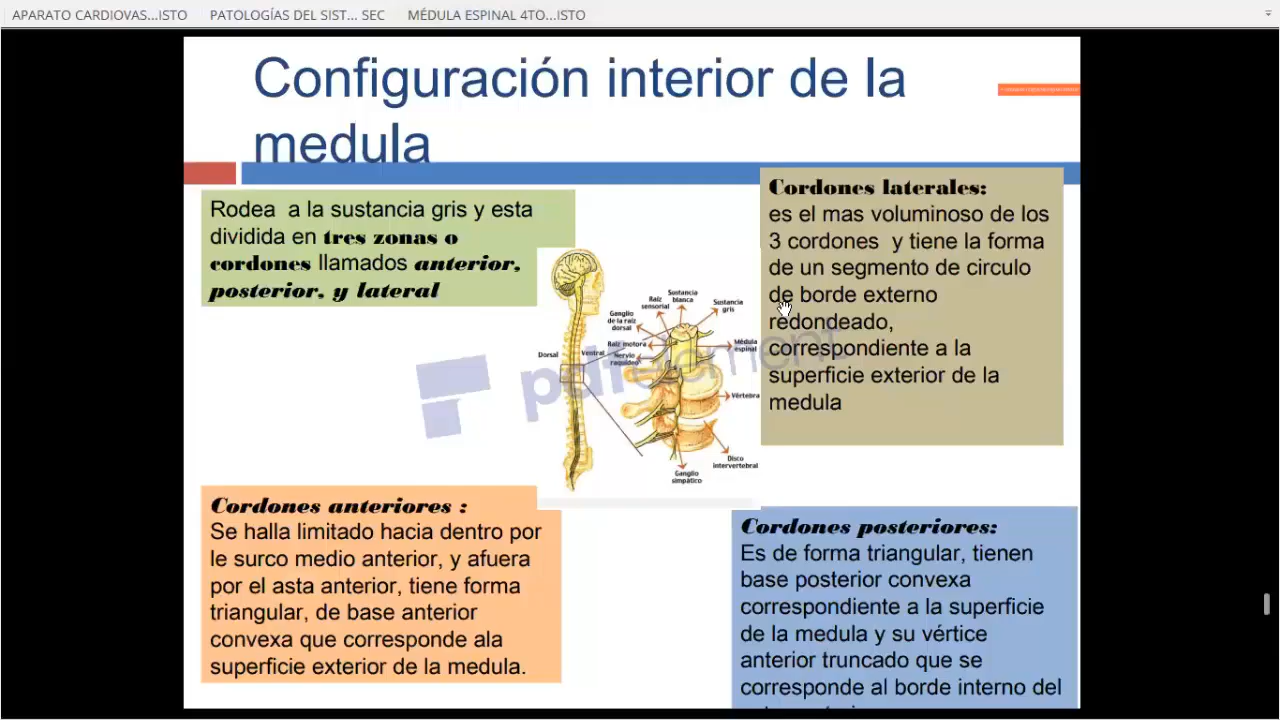 APARATO CARDIOVAS...ISTO PATOLOGÍAS DEL SIST... SEC MÉDULA ESPINAL 4TO...ISTO
Configuración interior de la
medula
Rodea a la sustancia gris y esta
dividida en tres zonas o
cordones llamados anterior,
posterior, y lateral
Cordones laterales:
es el mas voluminoso de los
3 cordones y tiene la forma
de un segmento de circulo
de borde externo
redondeado,
correspondiente a la
superficie exterior de la
medula
Sustancia
blanca
Raíz
sensorial
Sustancia
gris
Ganglio
de la raíz
dorsal
Raíz motora
Nervio
raquídeo
Médula
espinal
Dorsal
Ventral
Vértebra
Disco
intervertebral
Ganglio
simpático
pdfelement
Cordones anteriores :
Se halla limitado hacia dentro por
le surco medio anterior, y afuera
por el asta anterior, tiene forma
triangular, de base anterior
convexa que corresponde ala
superficie exterior de la medula.
Cordones posteriores:
Es de forma triangular, tienen
base posterior convexa
correspondiente a la superficie
de la medula y su vértice
anterior truncado que se
corresponde al borde interno del